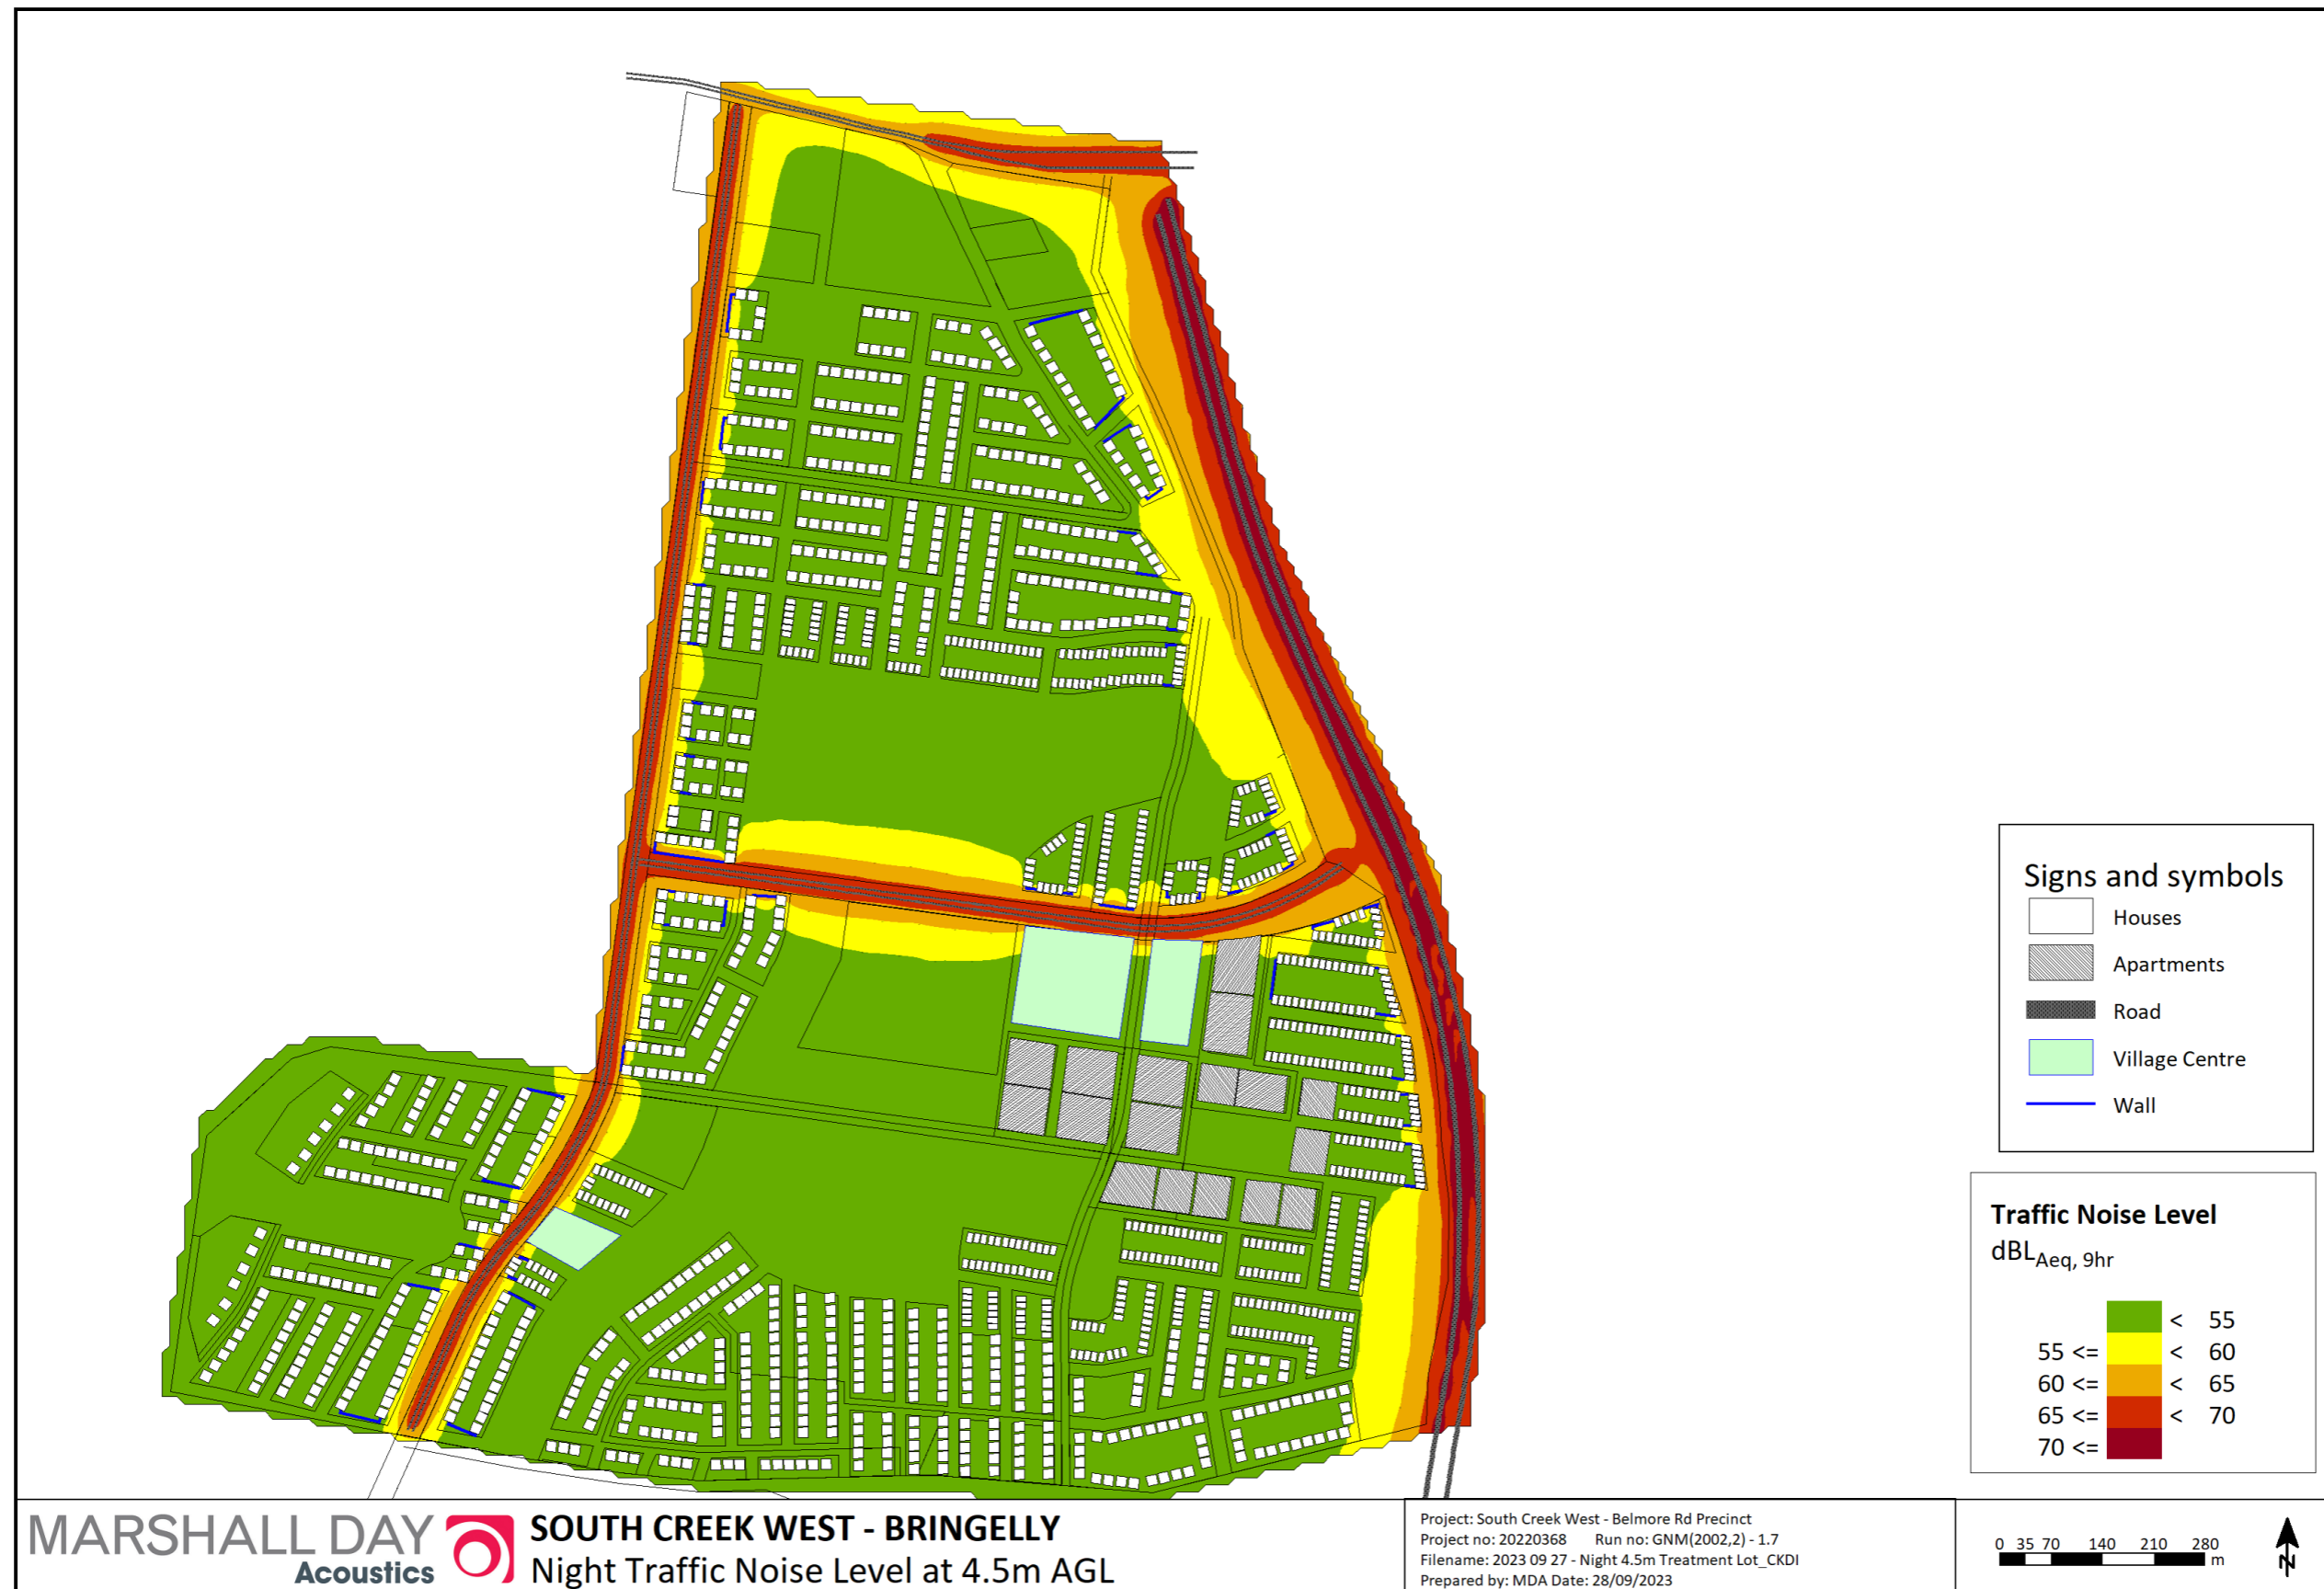 Signs and symbols
Houses
Apartments
Road
Village Centre
Wall
Traffic Noise Level
dBLAeq, 9hr
< 55
55 <= < 60
60 <= < 65
65 <= < 70
70 <=
MARSHALL DAY
Acoustics
SOUTH CREEK WEST - BRINGELLY
Night Traffic Noise Level at 4.5m AGL
Project: South Creek West - Belmore Rd Precinct
Project no: 20220368 Run no: GNM(2002,2) - 1.7
Filename: 2023 09 27 - Night 4.5m Treatment Lot_CKDI
Prepared by: MDA Date: 28/09/2023
0 35 70 140 210 280
m
N